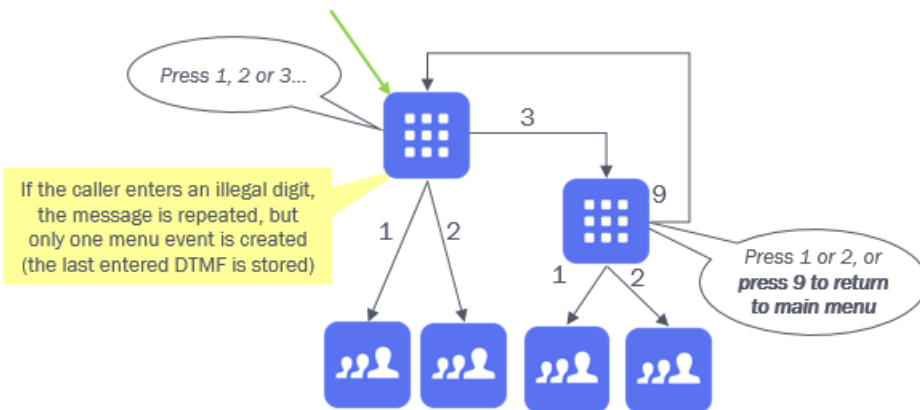 Press 1, 2 or 3...
3
If the caller enters an illegal digit,
the message is repeated, but
only one menu event is created
(the last entered DTMF is stored)
1
2
9
1
2
Press 1 or 2, or
press 9 to return
to main menu